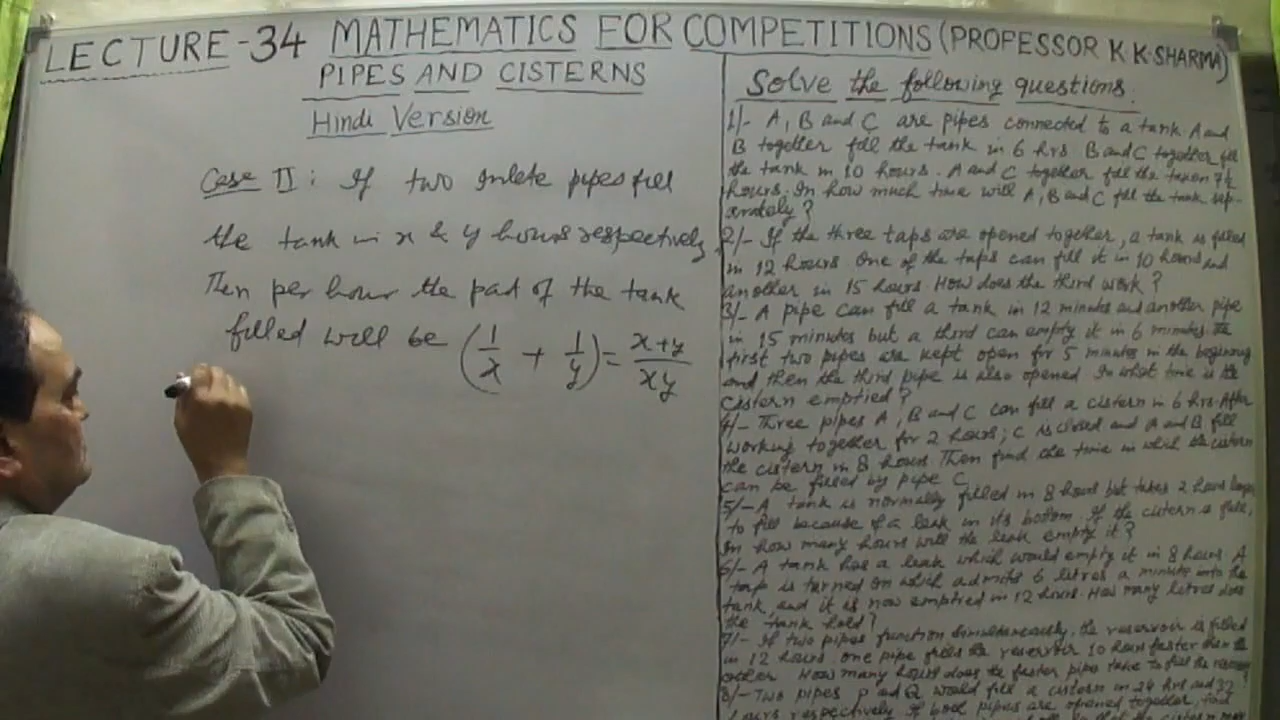 LECTURE-34 MATHEMATICS FOR COMPETITIONS (PROFESSOR K.K.SHARMA)
PIPES AND CISTERNS
Hindi Version
Case II: If two Inlete pipes fill
the tank in x & y hours respectively,
Then per hour the part of the tank
filled will be (1/x + 1/y) = x+y/xy
Solve the following questions.
1/- A, B and C are pipes connected to a tank. A and
B together fill the tank in 6 hrs B and C together fill
the tank in 10 hours. A and C together fill the in 7½
hours. In how much time will A, B and C fill the tank sep-
arately?
2/- If the three taps are opened together, a tank is filled
in 12 hours One of the taps can fill it in 10 hours and
another in 15 hours How does the third work?
3/- A pipe can fill a tank in 12 minutes and another pipe
in 15 minutes but a third can empty it in 6 minutes. The
first two pipes are kept open for 5 minutes in the beginning
and then the third pipe is also opened In what time is the
cistern emptied?
4/- Three pipes A, B and C can fill a cistern in 6 hrs. After
working together for 2 hours; C is closed and A and B fill
the cistern in 8 hours. Then find the time in which the cistern
can be filled by pipe C
5/- A tank is normally filled in 8 hours but takes 2 hours longer
to fill because of a leak in its bottom. If the cistern is full,
In how many hours will the leak empty it?
6/- A tank has a leak which would empty it in 8 hours. A
tap is turned on which admits 6 litres a minute into the
tank, and it is now emptied in 12 hours. How many litres does
the tank hold?
7/- If two pipes function simultaneously, the reservoir is filled
in 12 hours. one pipe fills the reservoir 10 hours faster than the
other. How many hours does the faster pipe take to fill the
8/- Two pipes P and Q would fill a cistern in 24 hrs and 32
hours respectively. If both pipes are opened together, find